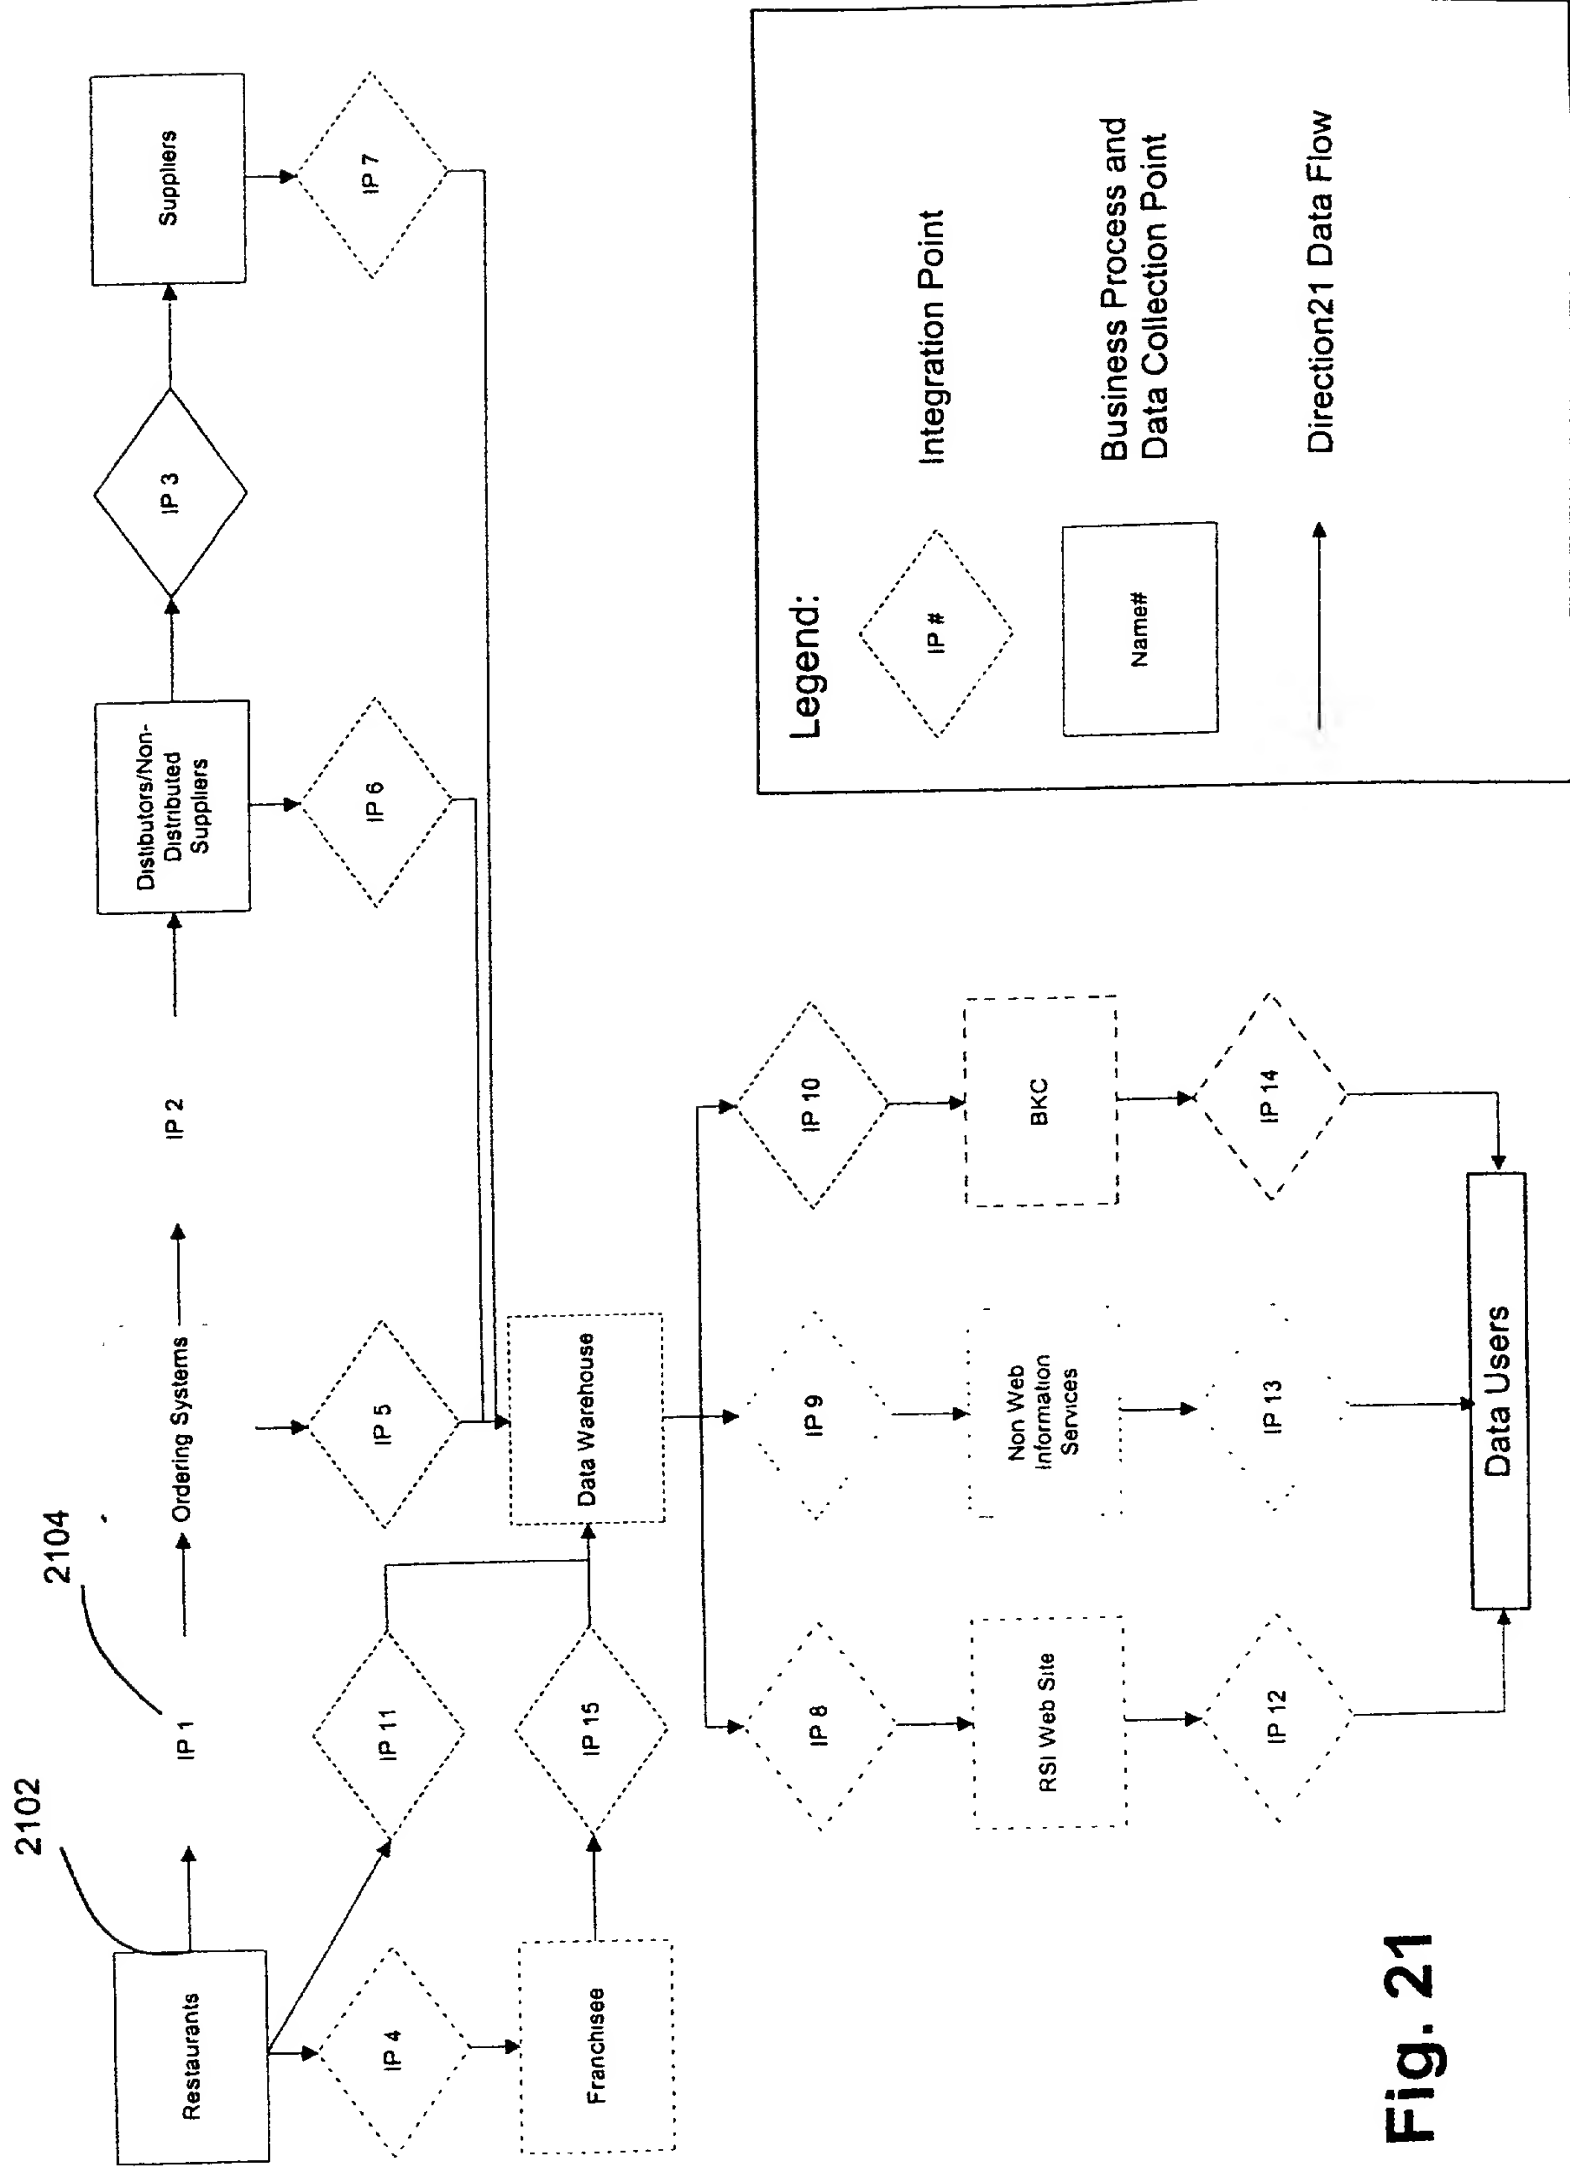 2102
2104
Restaurants
IP 1
Ordering Systems
IP 2
Distibutors/Non-
Distributed
Suppliers
IP 3
Suppliers
IP 4
IP 11
IP 5
IP 6
IP 7
Franchisee
IP 15
Data Warehouse
IP 8
IP 9
IP 10
RSI Web Site
Non Web
Information
Services
BKC
IP 12
IP 13
IP 14
Data Users
Legend:
IP #
Integration Point
Name#
Business Process and
Data Collection Point
Direction21 Data Flow
Fig. 21